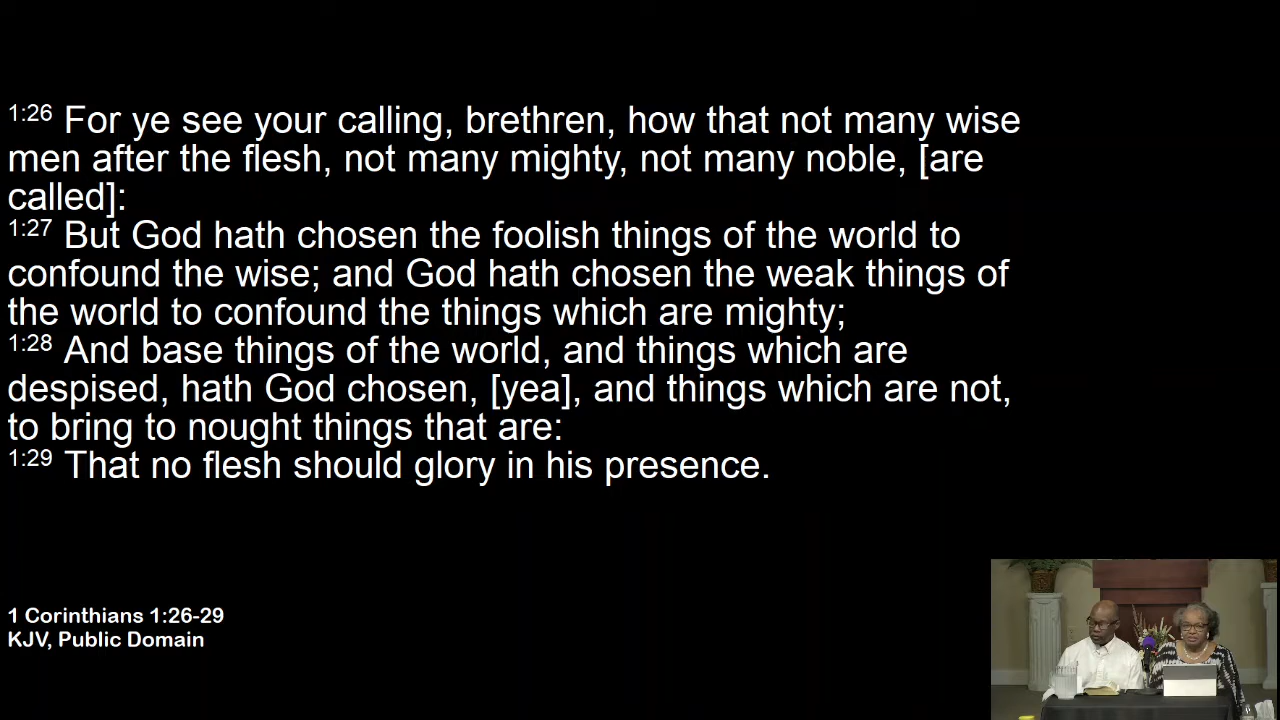 1:26 For ye see your calling, brethren, how that not many wise
men after the flesh, not many mighty, not many noble, [are
called]:
1:27 But God hath chosen the foolish things of the world to
confound the wise; and God hath chosen the weak things of
the world to confound the things which are mighty;
1:28 And base things of the world, and things which are
despised, hath God chosen, [yea], and things which are not,
to bring to nought things that are:
1:29 That no flesh should glory in his presence.
1 Corinthians 1:26-29
KJV, Public Domain